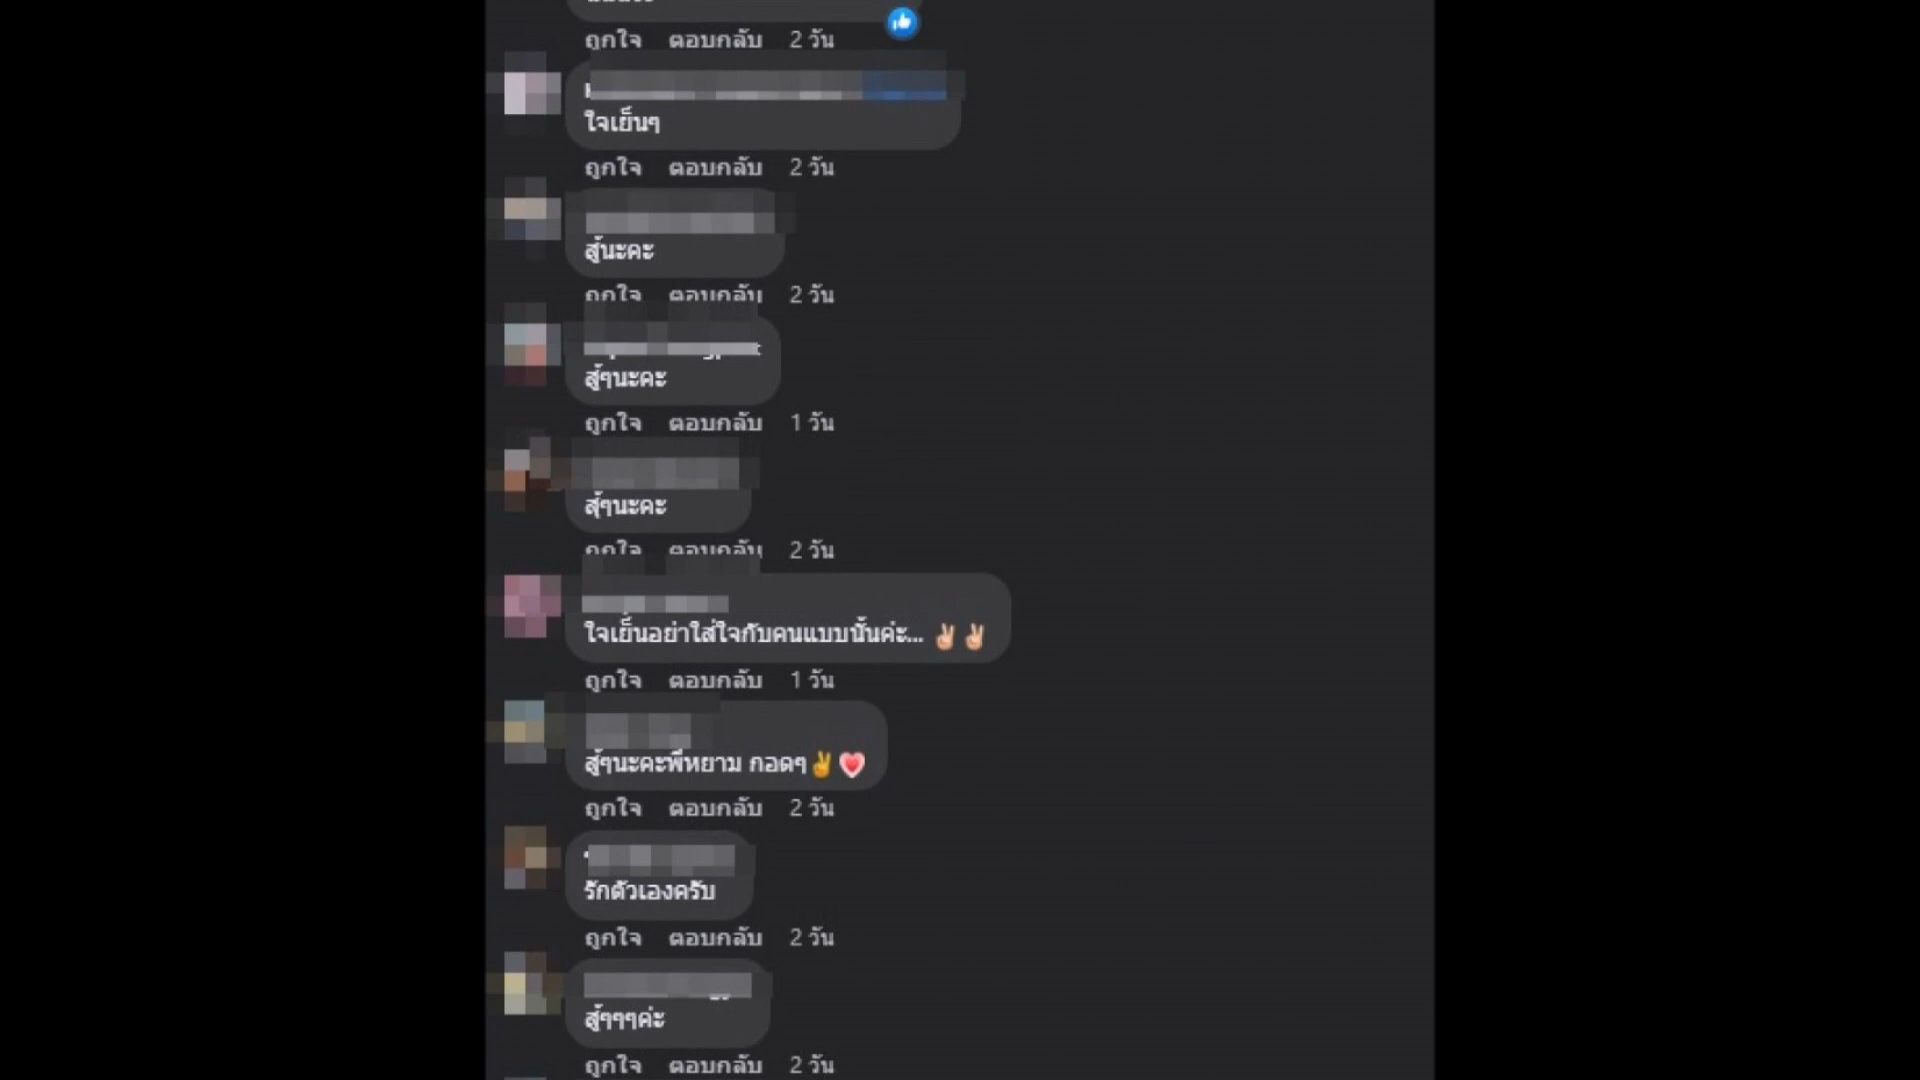 ถูกใจ ตอบกลับ 2 วัน
ใจเย็นๆ
ถูกใจ ตอบกลับ 2 วัน
สู้นะคะ
ถูกใจ ตอบกลับ 2 วัน
สู้ๆนะคะ
ถูกใจ ตอบกลับ 1 วัน
สุ้ๆนะคะ
ถูกใจ ตอบกลับ 2 วัน
ใจเย็นอย่าใส่ใจกับคนแบบนั้นค่ะ... ✌🏻✌🏻
ถูกใจ ตอบกลับ 1 วัน
สู้ๆนะคะพี่หยาม กอดๆ✌️❤️
ถูกใจ ตอบกลับ 2 วัน
รักตัวเองครับ
ถูกใจ ตอบกลับ 2 วัน
สู้ๆๆๆค่ะ
ถูกใจ ตอบกลับ 2 วัน